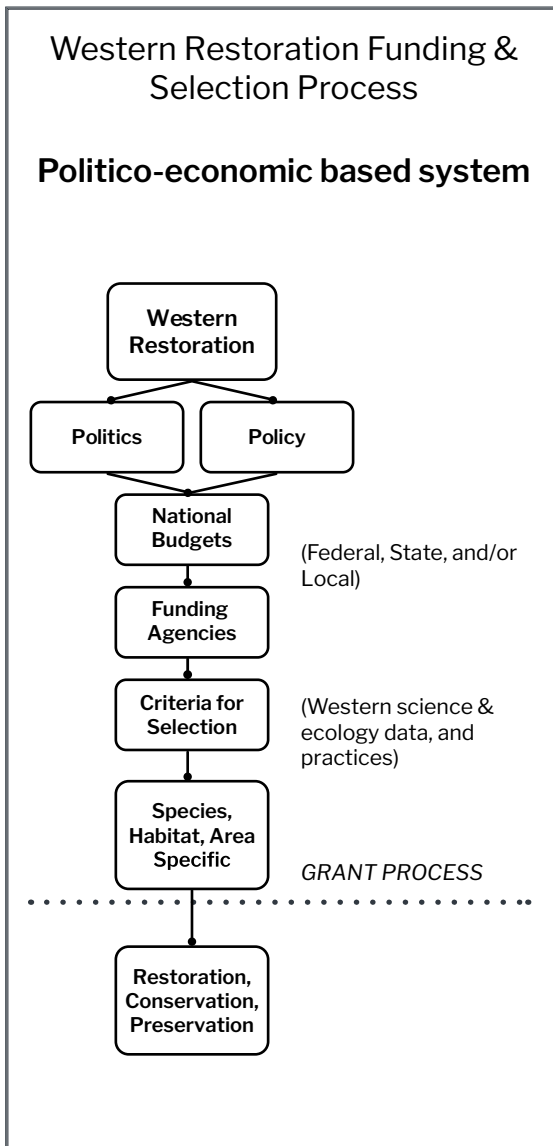 Western Restoration Funding &
Selection Process
Politico-economic based system
Western
Restoration
Politics
Policy
National
Budgets
(Federal, State, and/or
Local)
Funding
Agencies
Criteria for
Selection
(Western science &
ecology data, and
practices)
Species,
Habitat, Area
Specific
GRANT PROCESS
Restoration,
Conservation,
Preservation